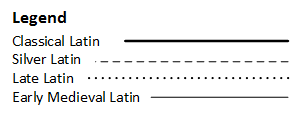 Legend
Classical Latin
Silver Latin
Late Latin
Early Medieval Latin